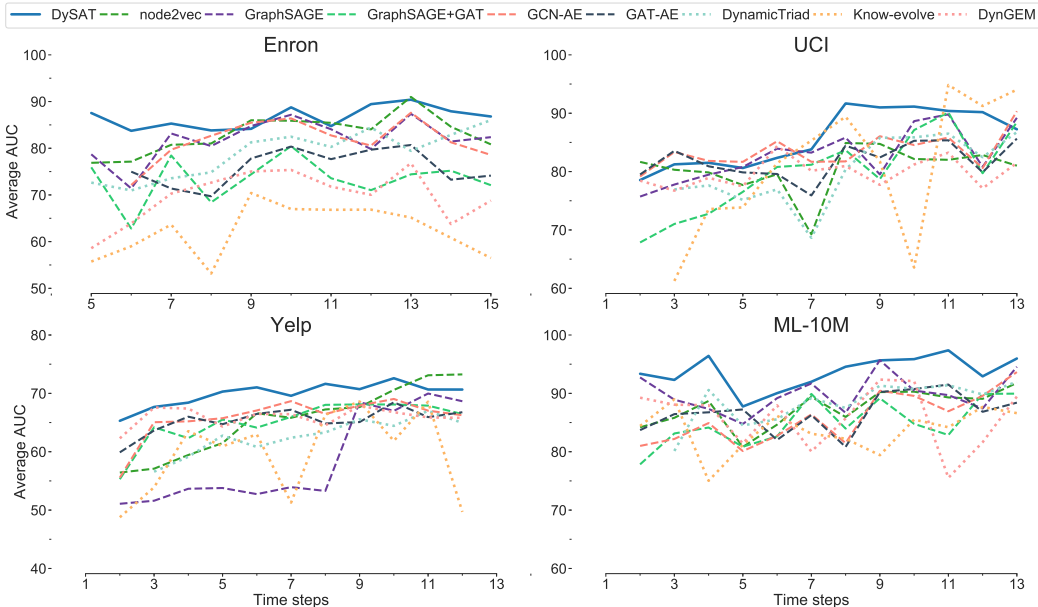 DySAT node2vec GraphSAGE GraphSAGE+GAT GCN-AE GAT-AE DynamicTriad Know-evolve DynGEM
Enron
100
90
80
70
60
50
Average AUC
5 7 9 11 13 15
UCI
100
90
80
70
60
1 3 5 7 9 11 13
Yelp
80
70
60
50
40
Average AUC
1 3 5 7 9 11 13
Time steps
ML-10M
100
90
80
70
60
1 3 5 7 9 11 13
Time steps